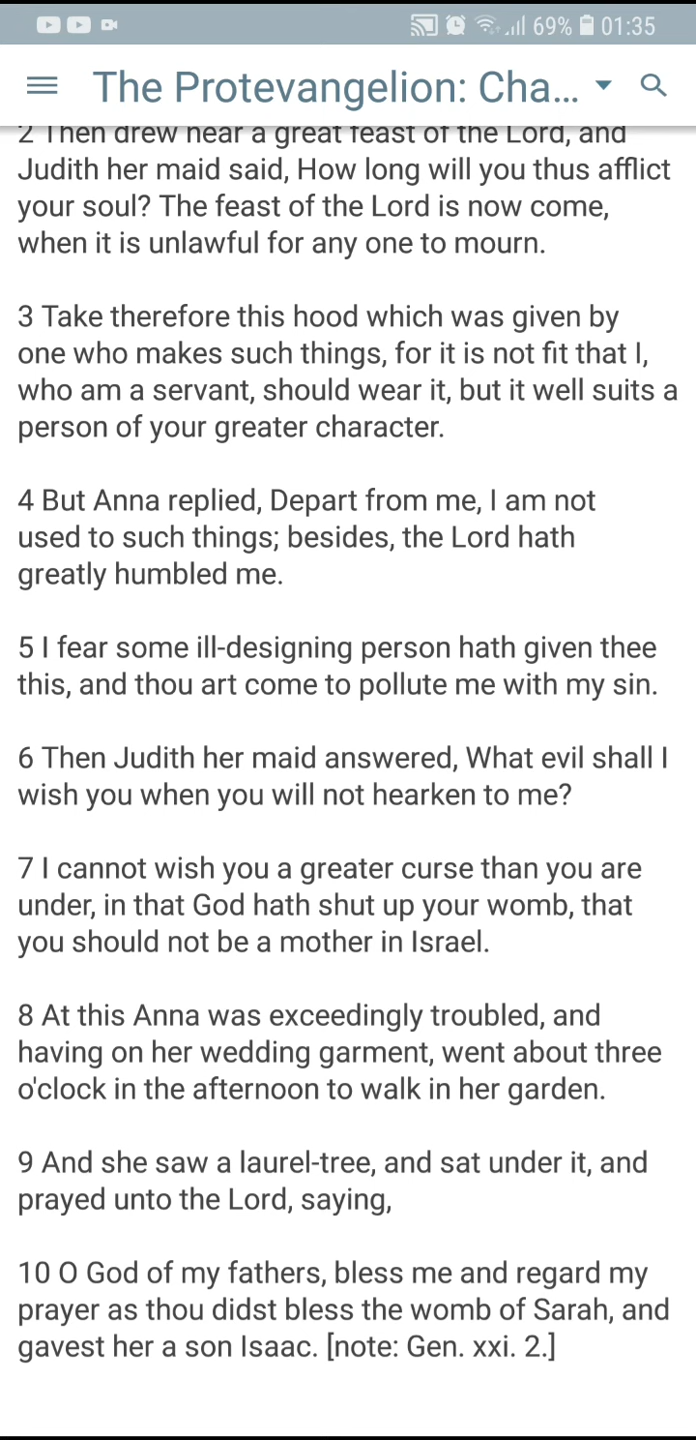 69% 01:35
The Protevangelion: Cha...
2 Then drew near a great feast of the Lord, and
Judith her maid said, How long will you thus afflict
your soul? The feast of the Lord is now come,
when it is unlawful for any one to mourn.
3 Take therefore this hood which was given by
one who makes such things, for it is not fit that I,
who am a servant, should wear it, but it well suits a
person of your greater character.
4 But Anna replied, Depart from me, I am not
used to such things; besides, the Lord hath
greatly humbled me.
5 I fear some ill-designing person hath given thee
this, and thou art come to pollute me with my sin.
6 Then Judith her maid answered, What evil shall I
wish you when you will not hearken to me?
7 I cannot wish you a greater curse than you are
under, in that God hath shut up your womb, that
you should not be a mother in Israel.
8 At this Anna was exceedingly troubled, and
having on her wedding garment, went about three
o'clock in the afternoon to walk in her garden.
9 And she saw a laurel-tree, and sat under it, and
prayed unto the Lord, saying,
10 O God of my fathers, bless me and regard my
prayer as thou didst bless the womb of Sarah, and
gavest her a son Isaac. [note: Gen. xxi. 2.]